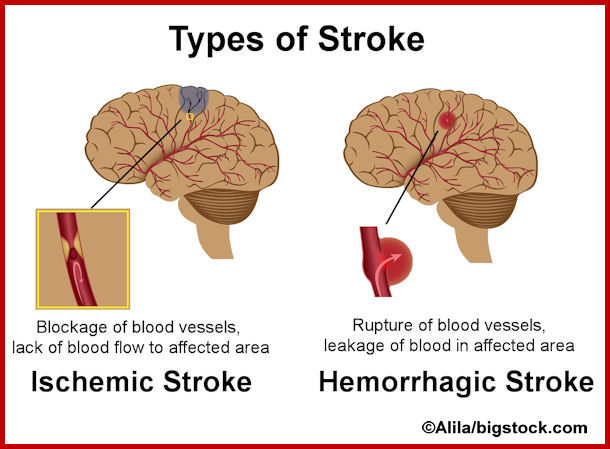 Types of Stroke
Blockage of blood vessels,
lack of blood flow to affected area
Ischemic Stroke
Rupture of blood vessels,
leakage of blood in affected area
Hemorrhagic Stroke
©Alila/bigstock.com